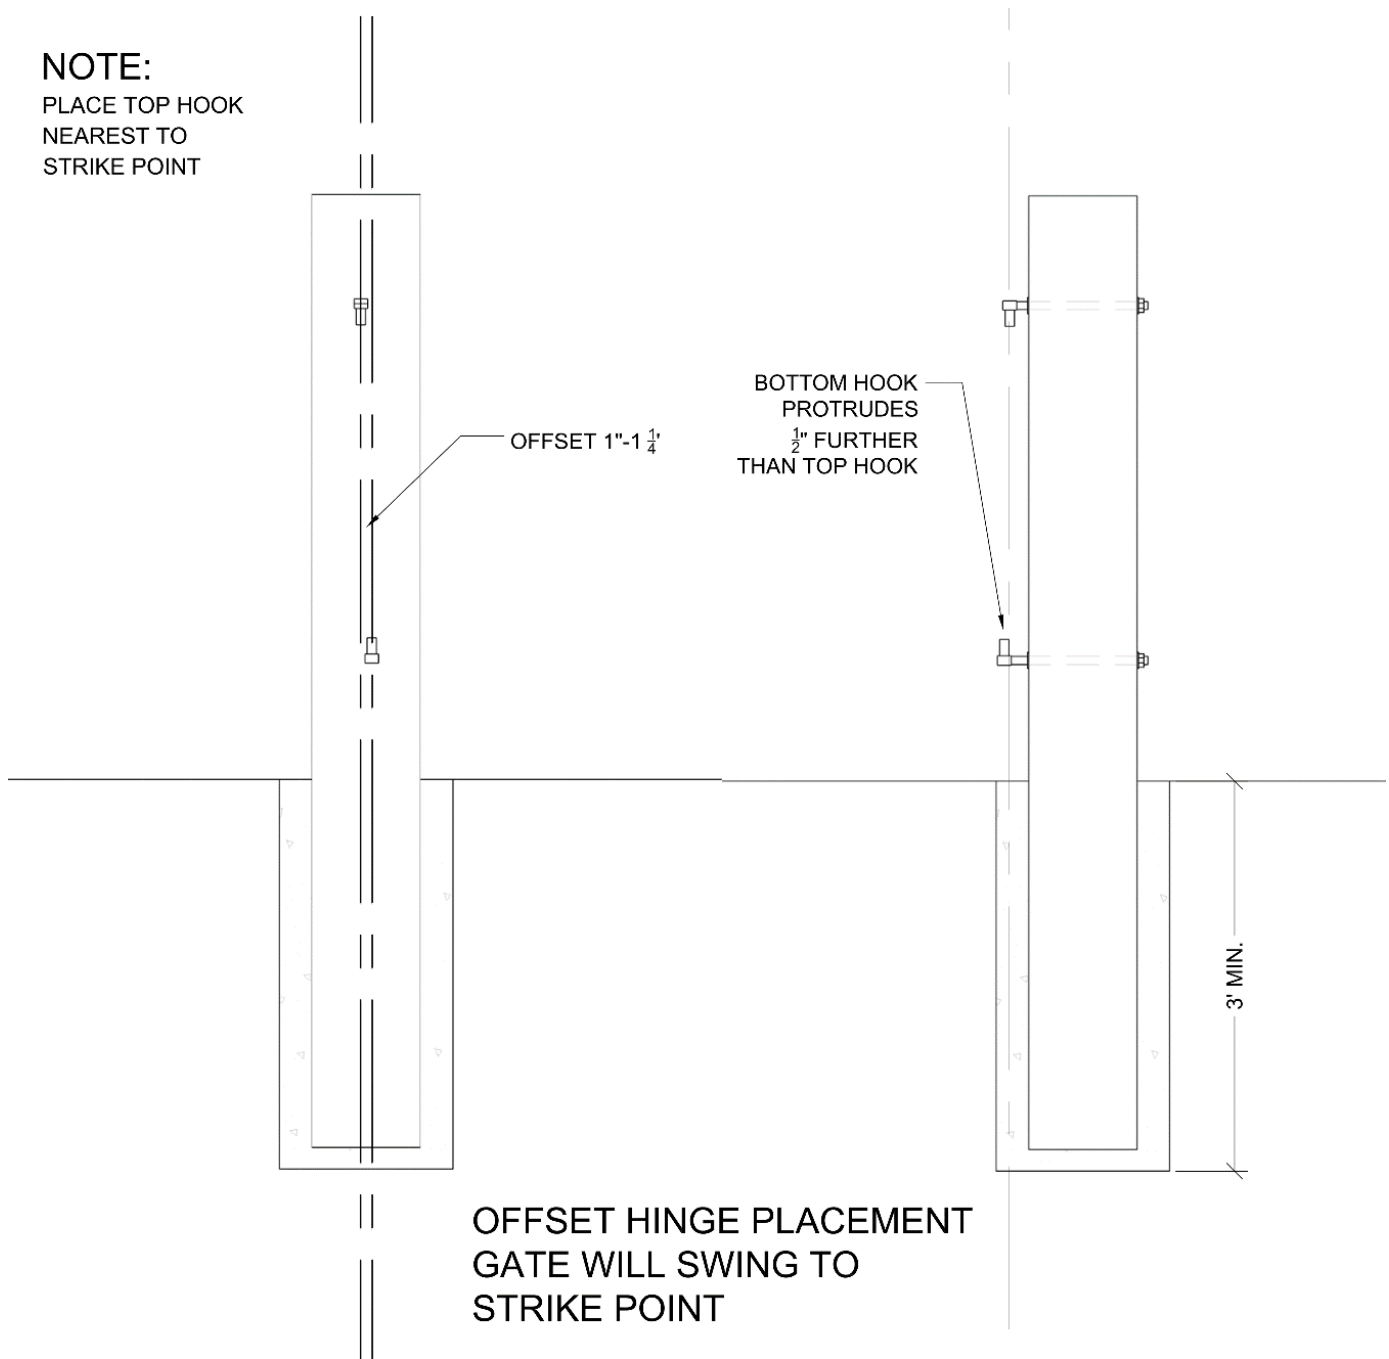 NOTE:
PLACE TOP HOOK
NEAREST TO
STRIKE POINT
OFFSET 1"-1 1/4'
BOTTOM HOOK
PROTRUDES
1/2" FURTHER
THAN TOP HOOK
3' MIN.
OFFSET HINGE PLACEMENT
GATE WILL SWING TO
STRIKE POINT